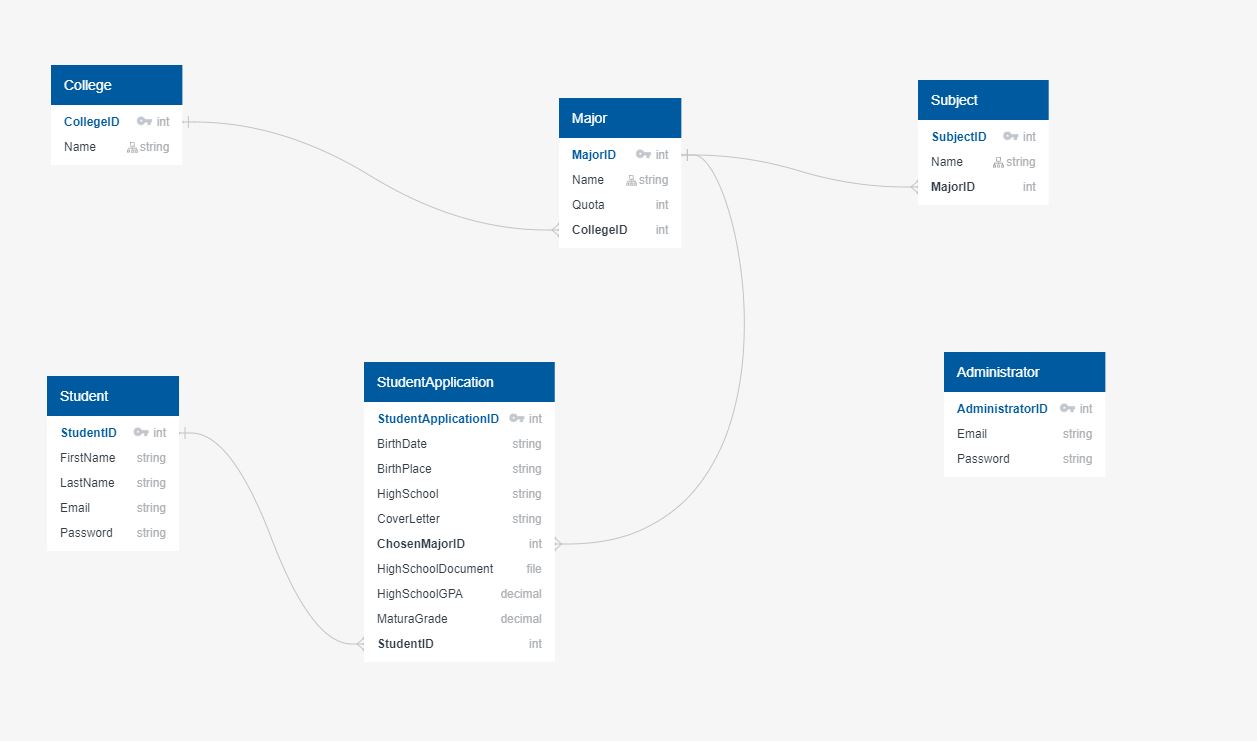 College
CollegeID int
Name string
Major
MajorID int
Name string
Quota int
CollegeID int
Subject
SubjectID int
Name string
MajorID int
Student
StudentID int
FirstName string
LastName string
Email string
Password string
StudentApplication
StudentApplicationID int
BirthDate string
BirthPlace string
HighSchool string
CoverLetter string
ChosenMajorID int
HighSchoolDocument file
HighSchoolGPA decimal
MaturaGrade decimal
StudentID int
Administrator
AdministratorID int
Email string
Password string